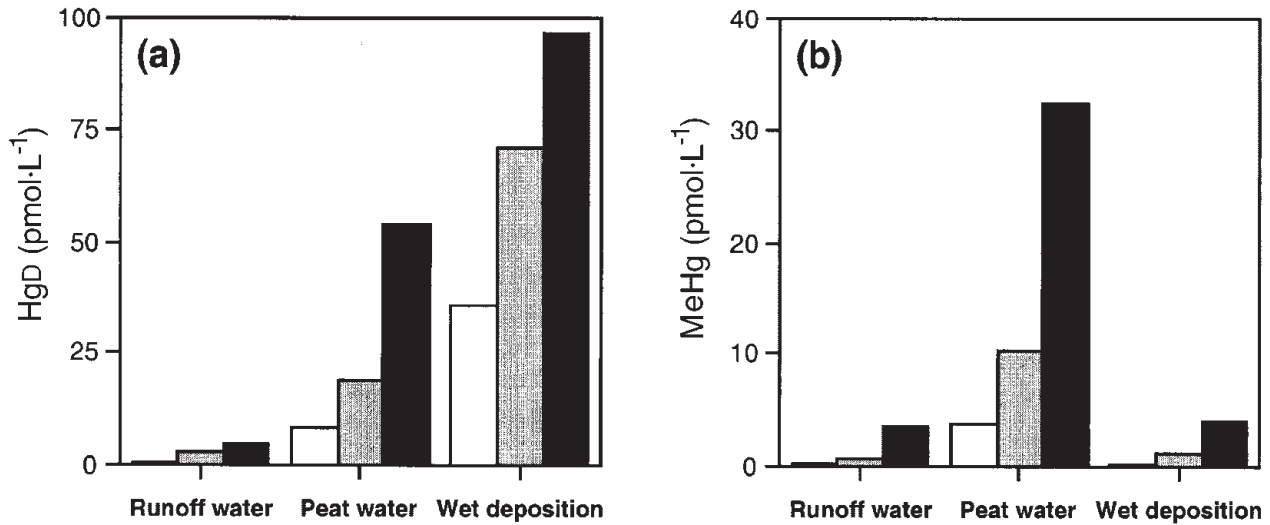 (a)
HgD (pmol·L-1)
100
75
50
25
0
Runoff water Peat water Wet deposition
(b)
MeHg (pmol·L-1)
40
30
20
10
0
Runoff water Peat water Wet deposition